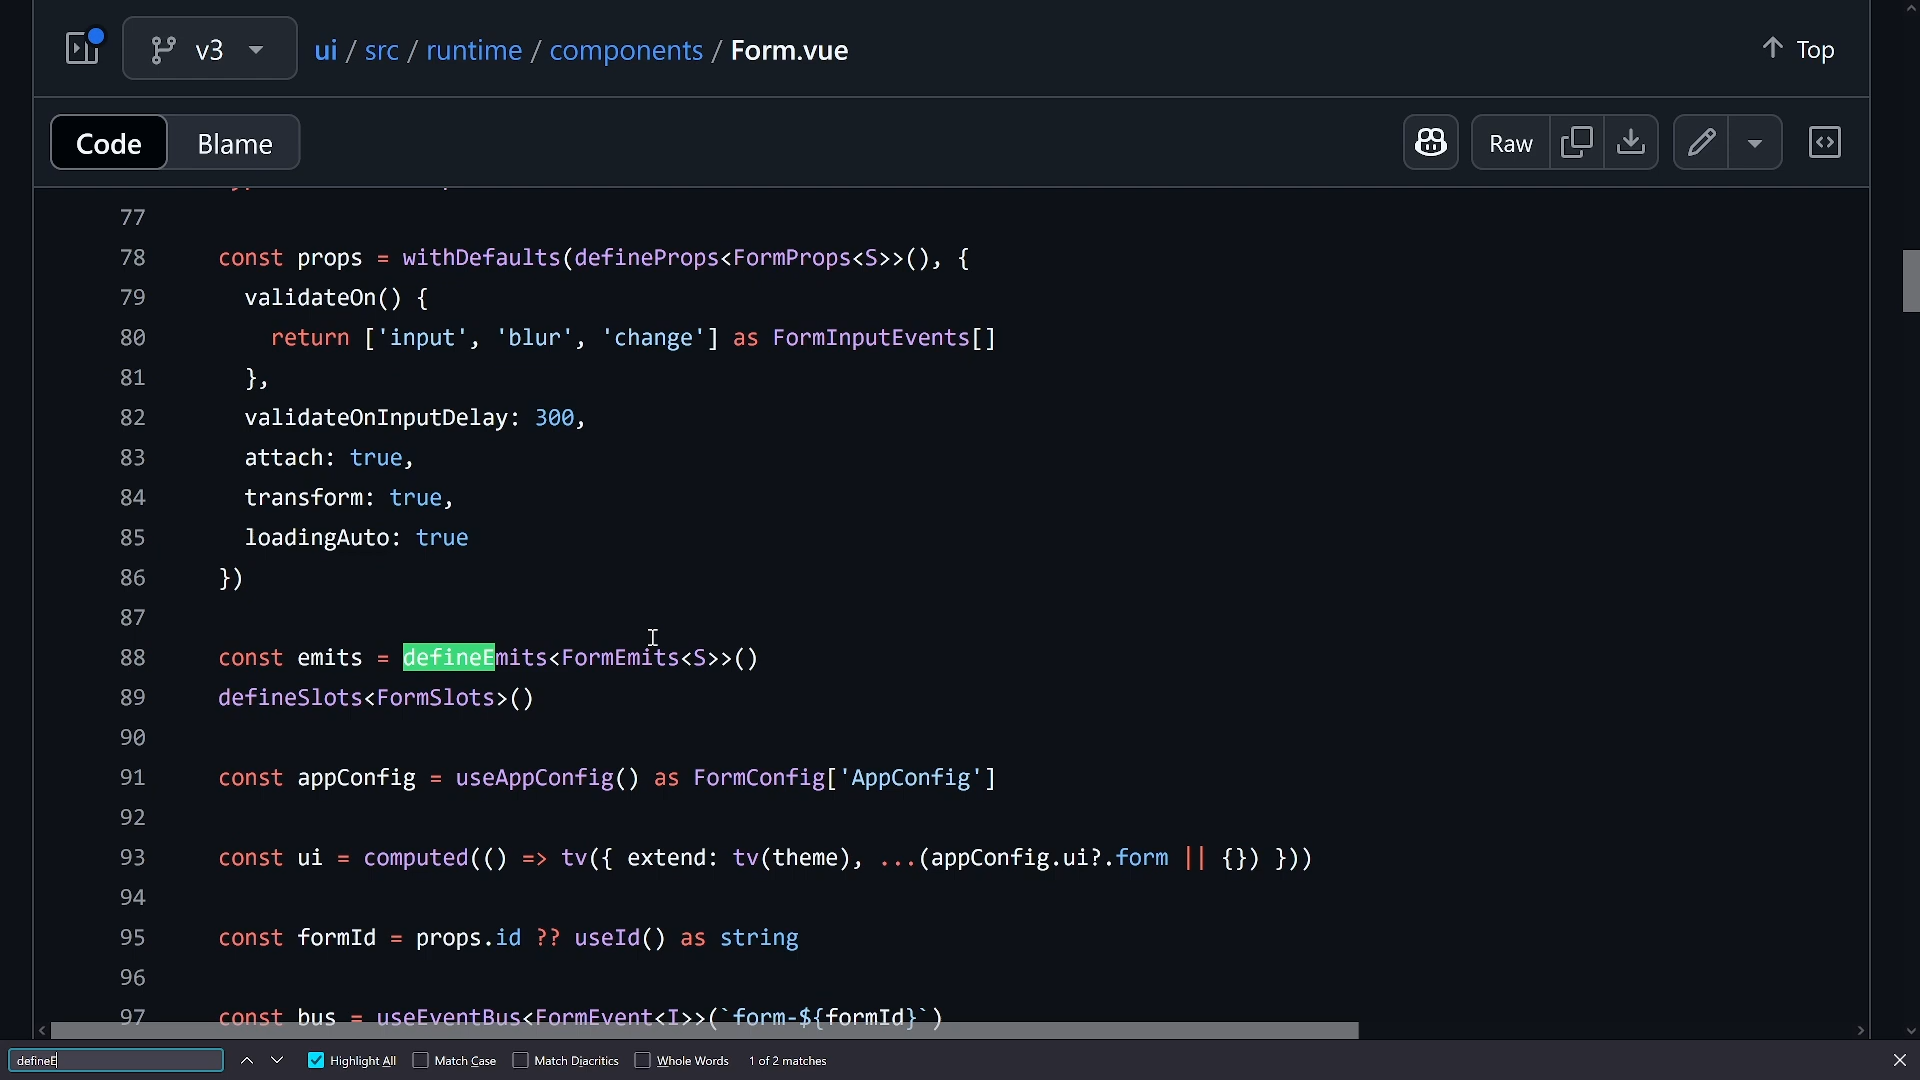 v3
ui / src / runtime / components / Form.vue
Top
Code
Blame
Raw
77
78 const props = withDefaults(defineProps<FormProps<S>>(), {
79 validateOn() {
80 return ['input', 'blur', 'change'] as FormInputEvents[]
81 },
82 validateOnInputDelay: 300,
83 attach: true,
84 transform: true,
85 loadingAuto: true
86 })
87
88 const emits = defineEmits<FormEmits<S>>()
89 defineSlots<FormSlots>()
90
91 const appConfig = useAppConfig() as FormConfig['AppConfig']
92
93 const ui = computed(() => tv({ extend: tv(theme), ...(appConfig.ui?.form || {}) }))
94
95 const formId = props.id ?? useId() as string
96
97 const bus = useEventBus<FormEvent<I>>(`form-${formId}`)
defineE
Highlight All
Match Case
Match Diacritics
Whole Words
1 of 2 matches